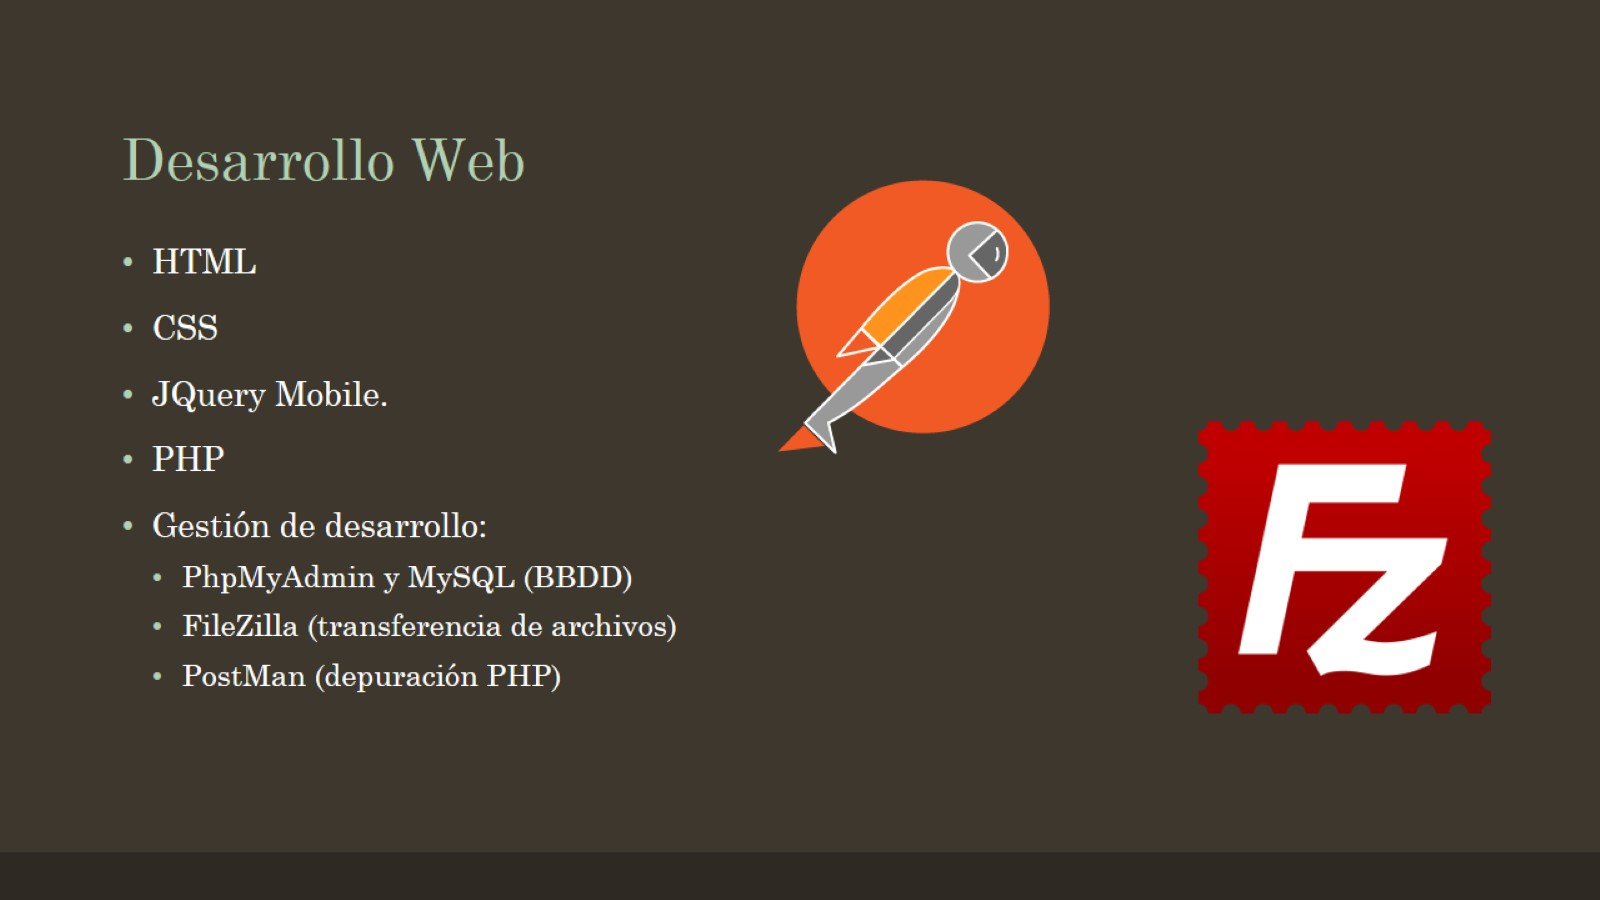 Desarrollo Web
• HTML
• CSS
• JQuery Mobile.
• PHP
• Gestión de desarrollo:
• PhpMyAdmin y MySQL (BBDD)
• FileZilla (transferencia de archivos)
• PostMan (depuración PHP)
Fz